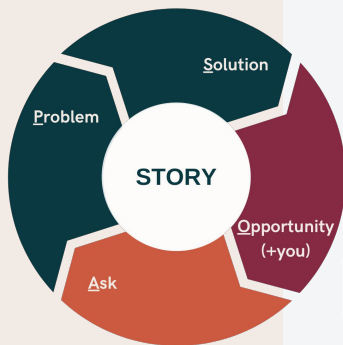 Solution
Problem
STORY
Opportunity
(+you)
Ask